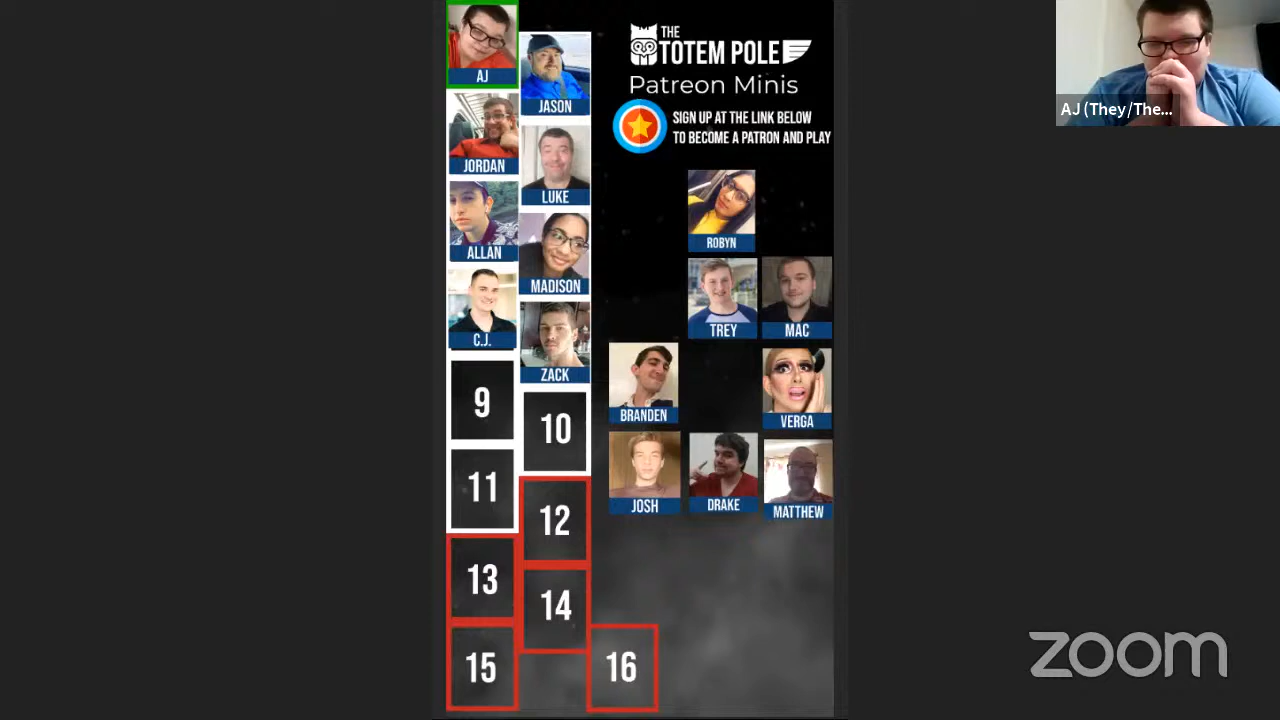 THE
TOTEM POLE
Patreon Minis
SIGN UP AT THE LINK BELOW
TO BECOME A PATRON AND PLAY
AJ
JASON
JORDAN
LUKE
ALLAN
MADISON
C.J.
ZACK
9
10
11
12
13
14
15
16
ROBYN
TREY
MAC
BRANDEN
VERGA
JOSH
DRAKE
MATTHEW
AJ (They/The...
zoom